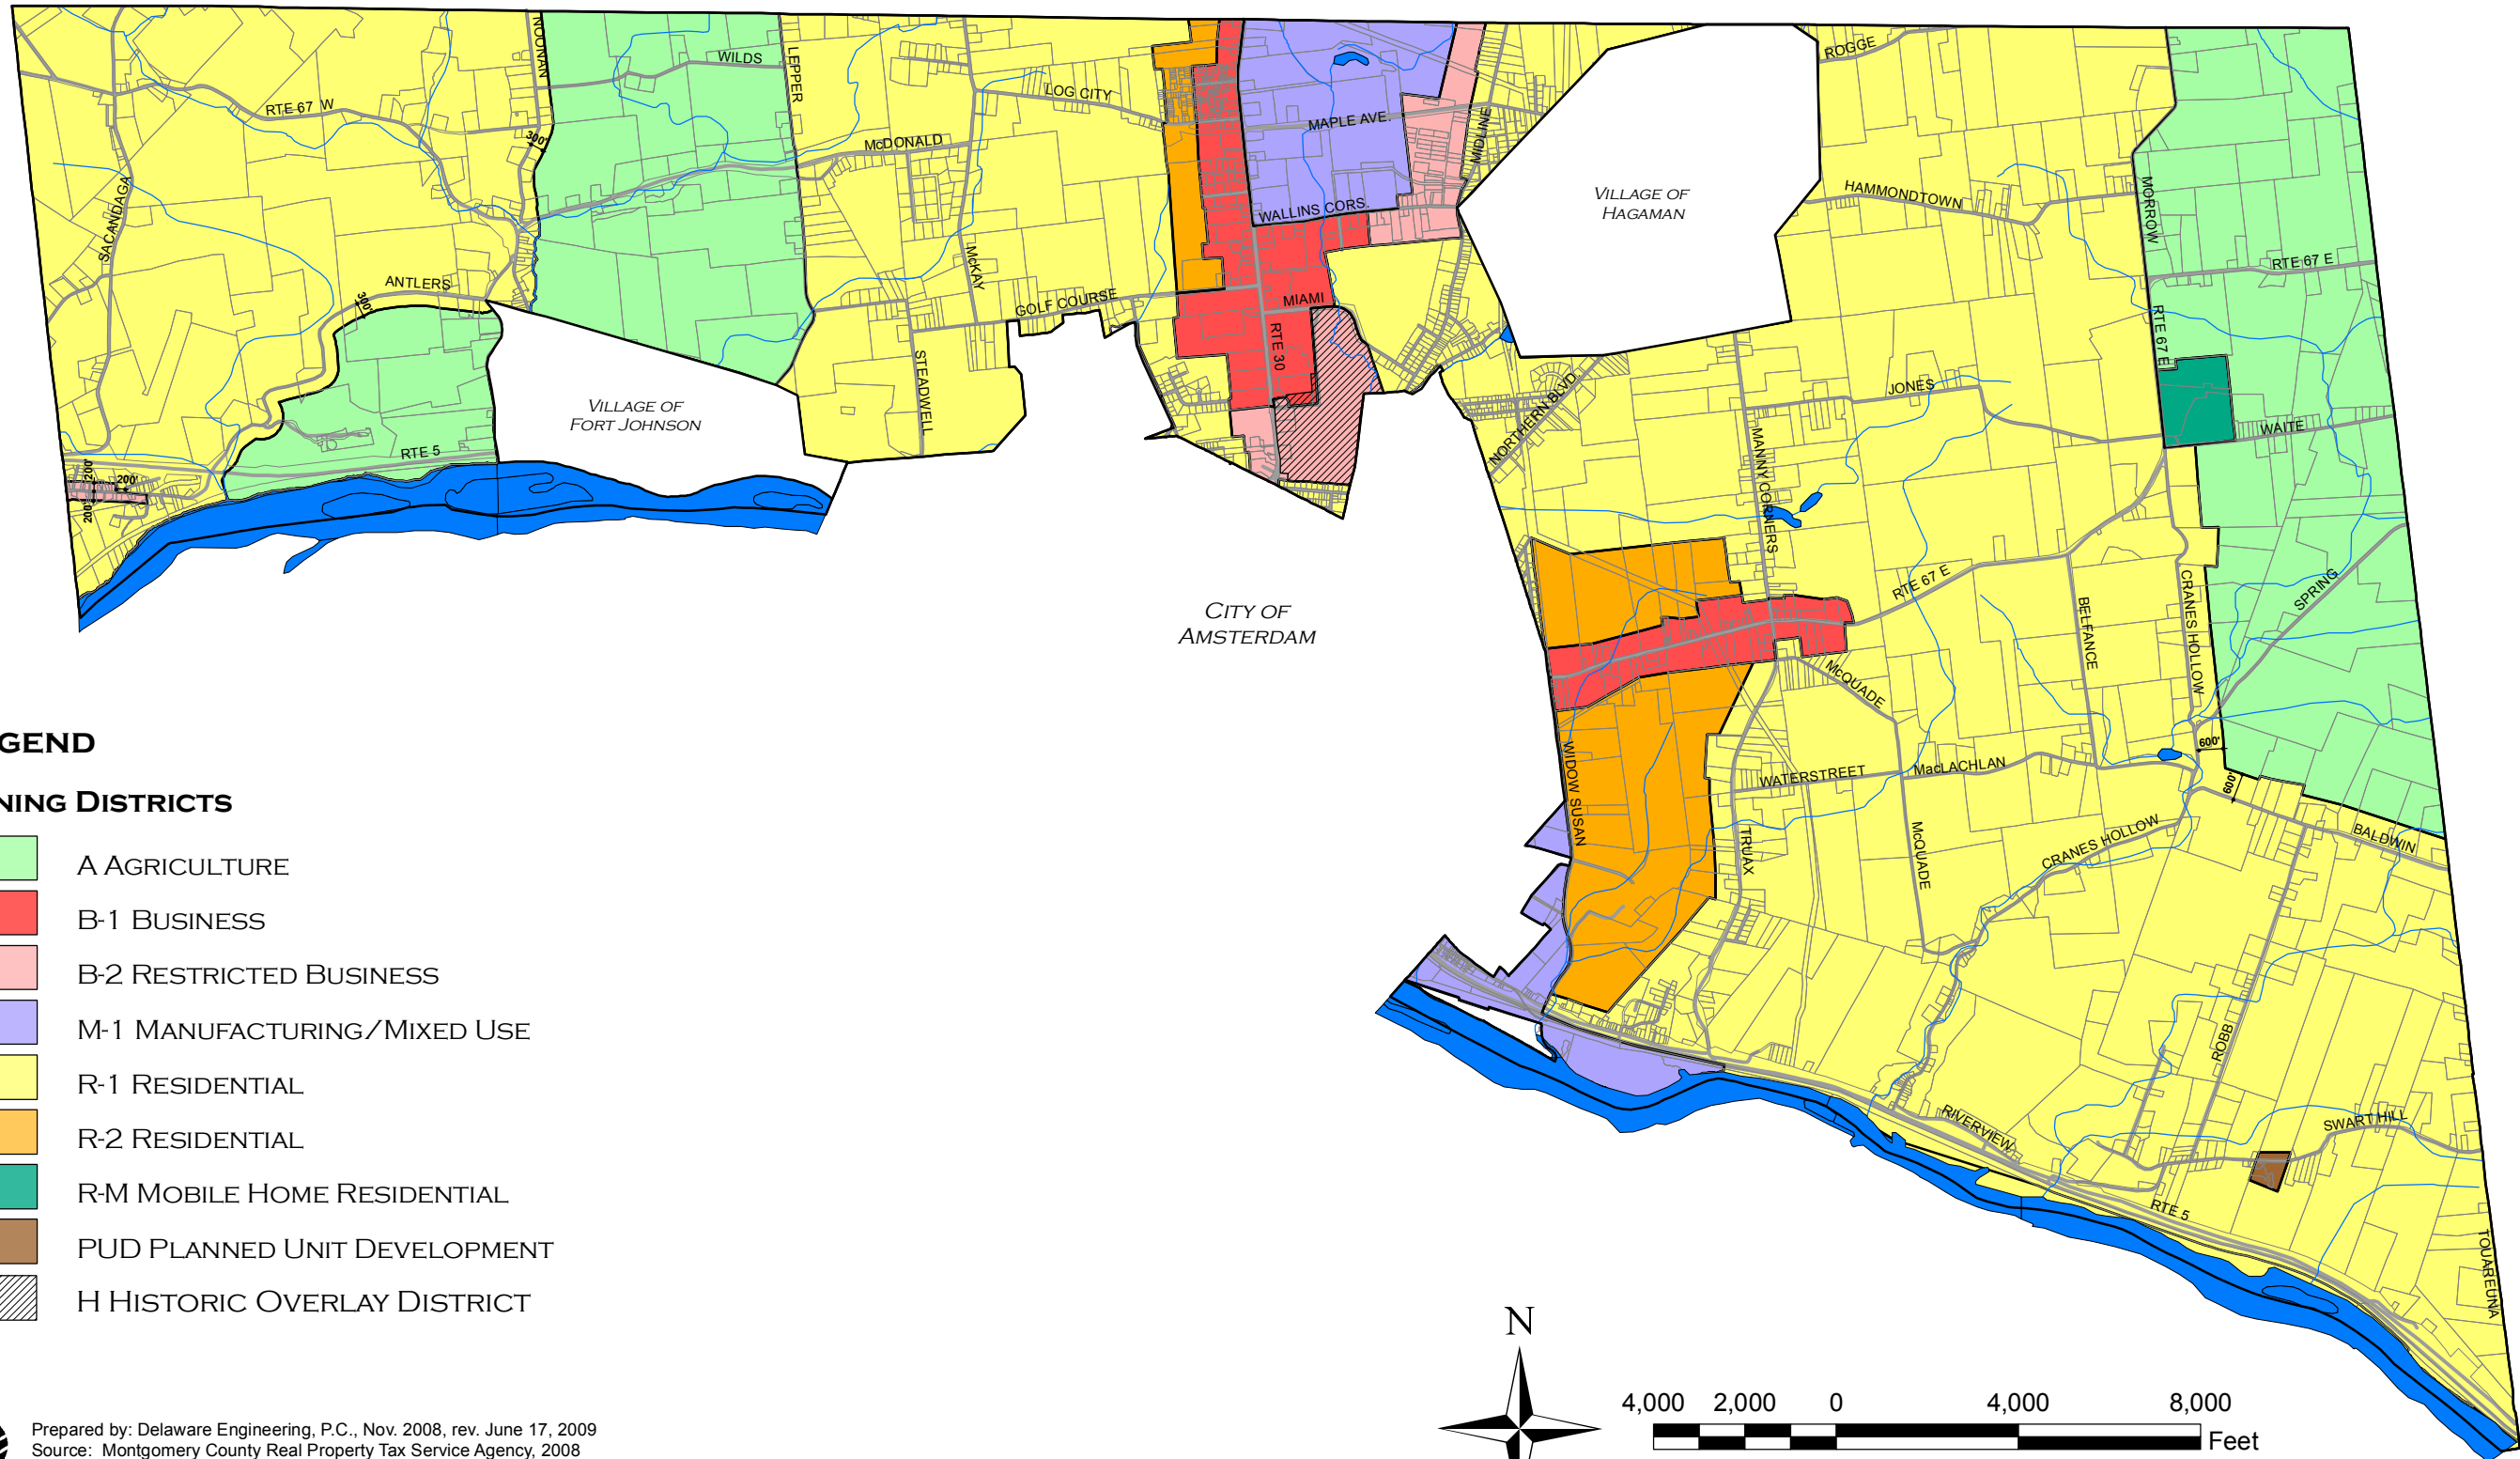 NOONAN
WILDS
LEPPER
RTE 67 W
300'
McDONALD
LOG CITY
MAPLE AVE.
MIDLINE
ROGGE
SACANDAGA
WALLINS CORS.
VILLAGE OF
HAGAMAN
HAMMONDTOWN
MORROW
RTE 67 E
ANTLERS
300'
McKAY
GOLF COURSE
MIAMI
RTE 30
RTE 67 E
STEADWELL
VILLAGE OF
FORT JOHNSON
JONES
NORTHERN BLVD
WAITE
RTE 5
200'
200'
200'
MANNY CORNERS
CITY OF
AMSTERDAM
RTE 67 E
BELFANCE
CRANES HOLLOW
SPRING
McQUADE
WIDOW SUSAN
600'
WATERSTREET
MacLACHLAN
600'
TRUAX
McQUADE
CRANES HOLLOW
BALDWIN
ROBB
RIVERVIEW
SWART HILL
RTE 5
TOUAREUNA
GEND
NING DISTRICTS
A AGRICULTURE
B-1 BUSINESS
B-2 RESTRICTED BUSINESS
M-1 MANUFACTURING/MIXED USE
R-1 RESIDENTIAL
R-2 RESIDENTIAL
R-M MOBILE HOME RESIDENTIAL
PUD PLANNED UNIT DEVELOPMENT
H HISTORIC OVERLAY DISTRICT
N
4,000 2,000 0 4,000 8,000
Feet
Prepared by: Delaware Engineering, P.C., Nov. 2008, rev. June 17, 2009
Source: Montgomery County Real Property Tax Service Agency, 2008